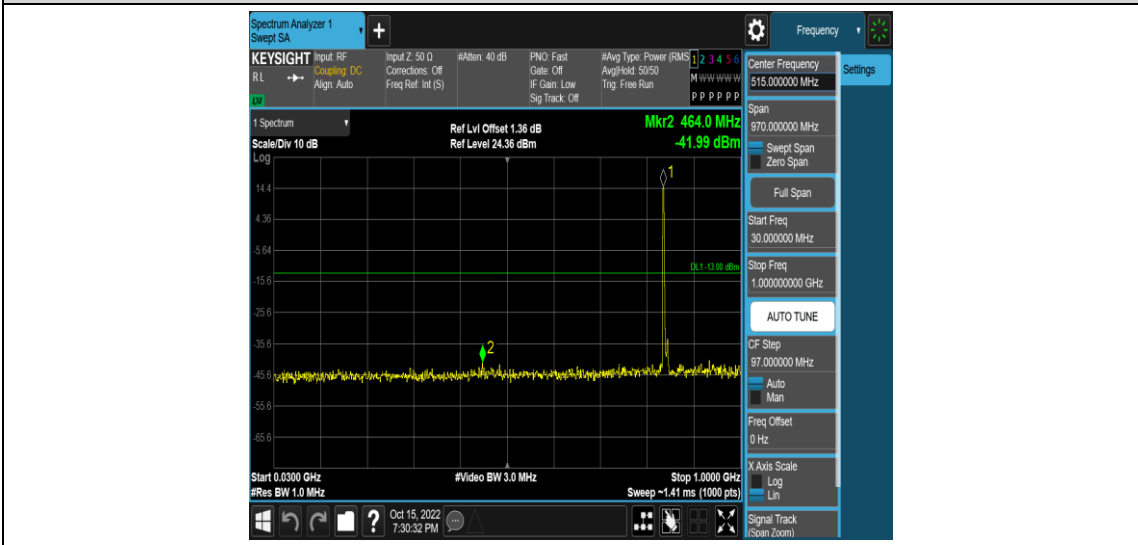 Spectrum Analyzer 1
Swept SA
+
Frequency
KEYSIGHT
RL
LXI
Input: RF
Coupling: DC
Align: Auto
Input Z: 50 Ω
Corrections: Off
Freq Ref: Int (S)
#Atten: 40 dB
PNO: Fast
Gate: Off
IF Gain: Low
Sig Track: Off
#Avg Type: Power (RMS
Avg|Hold: 50/50
Trig: Free Run
1 2 3 4 5 6
M W W W W W
P P P P P P
1 Spectrum
Scale/Div 10 dB
Log
Ref Lvl Offset 1.36 dB
Ref Level 24.36 dBm
Mkr2 464.0 MHz
-41.99 dBm
1
14.4
4.36
-5.64
DL1 -13.00 dBm
-15.6
-25.6
-35.6
2
-45.6
-55.6
-65.6
Start 0.0300 GHz
#Res BW 1.0 MHz
#Video BW 3.0 MHz
Stop 1.0000 GHz
Sweep ~1.41 ms (1000 pts)
?
Oct 15, 2022
7:30:32 PM
Center Frequency
515.000000 MHz
Settings
Span
970.000000 MHz
Swept Span
Zero Span
Full Span
Start Freq
30.000000 MHz
Stop Freq
1.000000000 GHz
AUTO TUNE
CF Step
97.000000 MHz
Auto
Man
Freq Offset
0 Hz
X Axis Scale
Log
Lin
Signal Track
(Span Zoom)